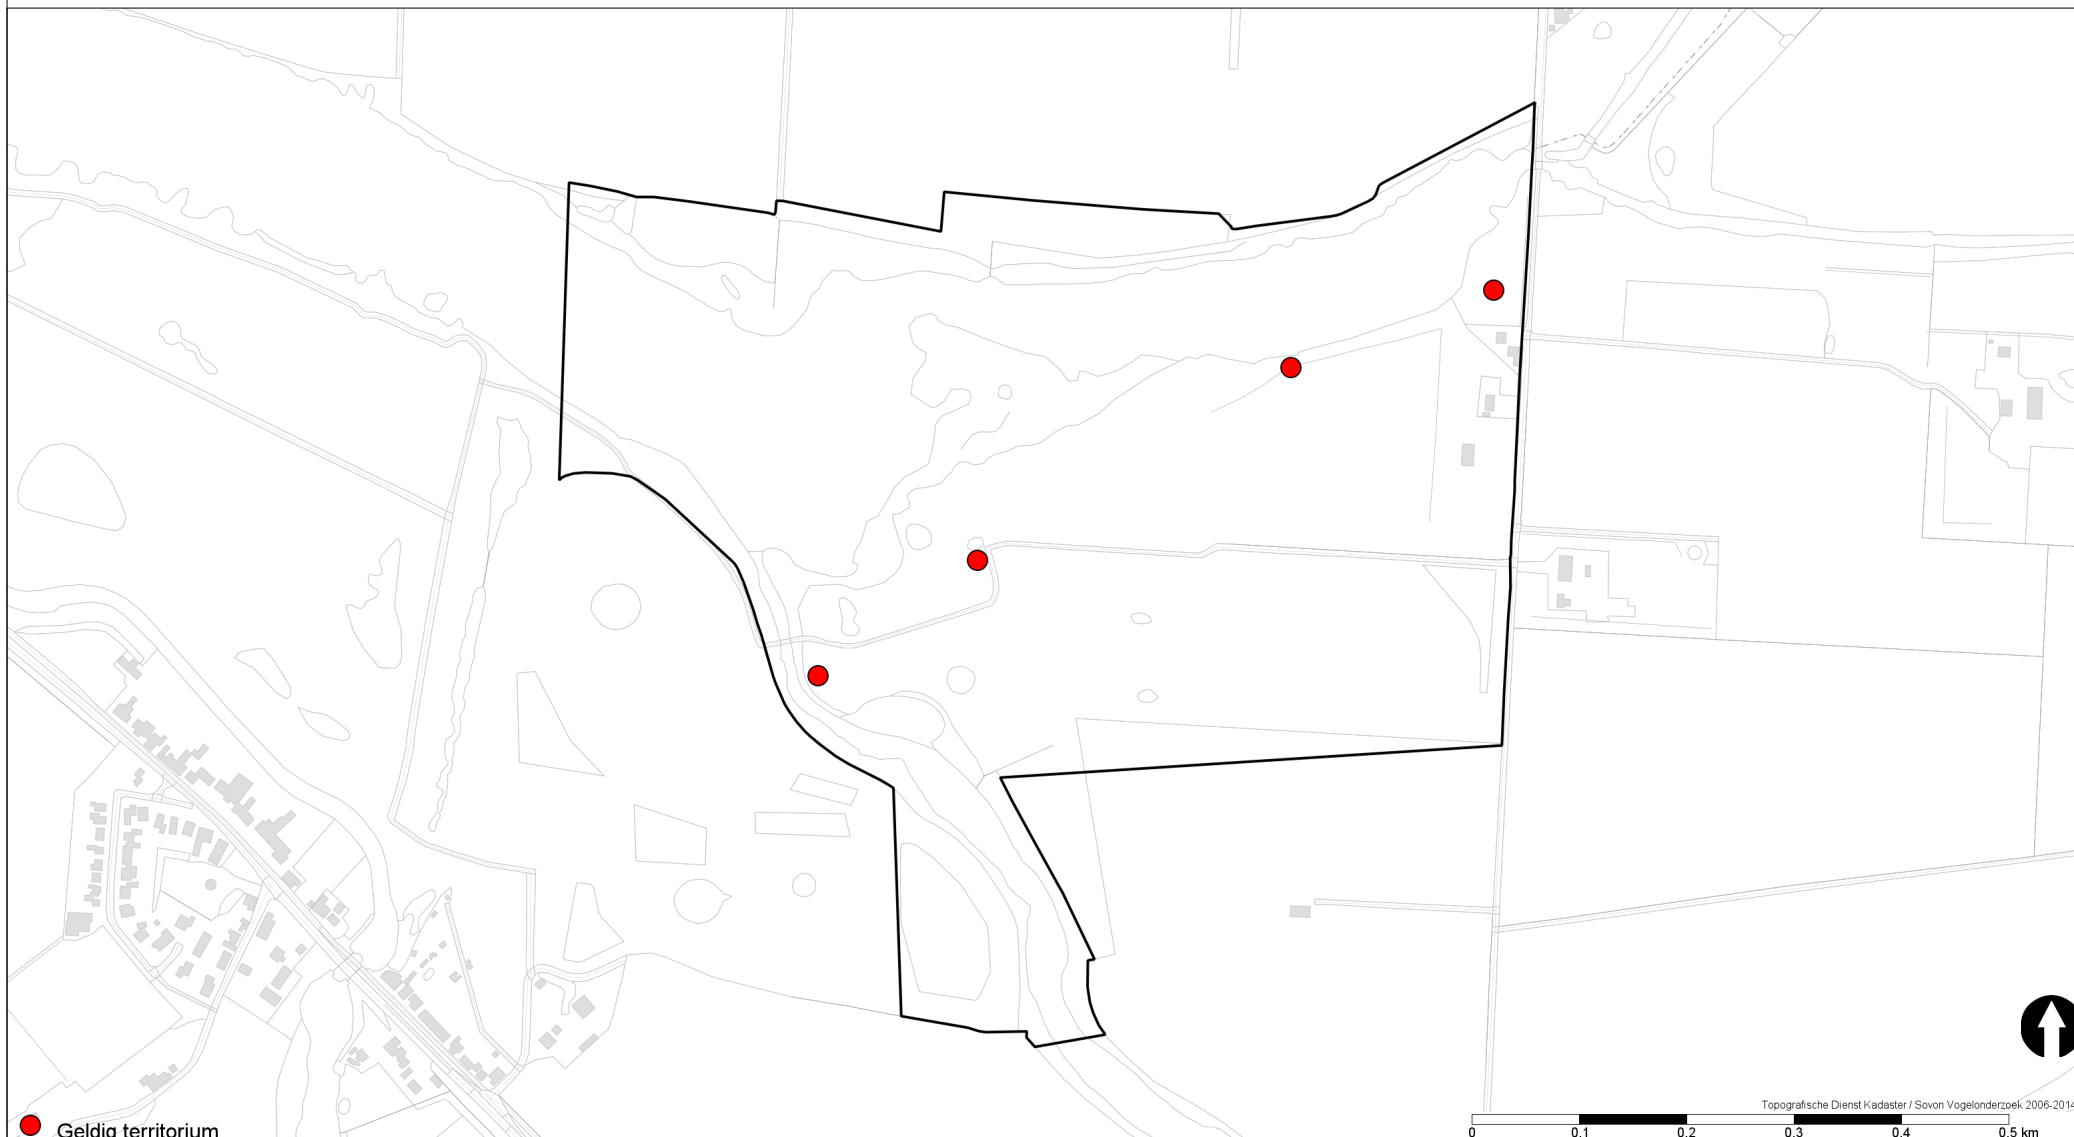 Topografische Dienst Kadaster / Sovon Vogelonderzoek 2006-2014
Geldig territorium
0 0.1 0.2 0.3 0.4 0.5 km